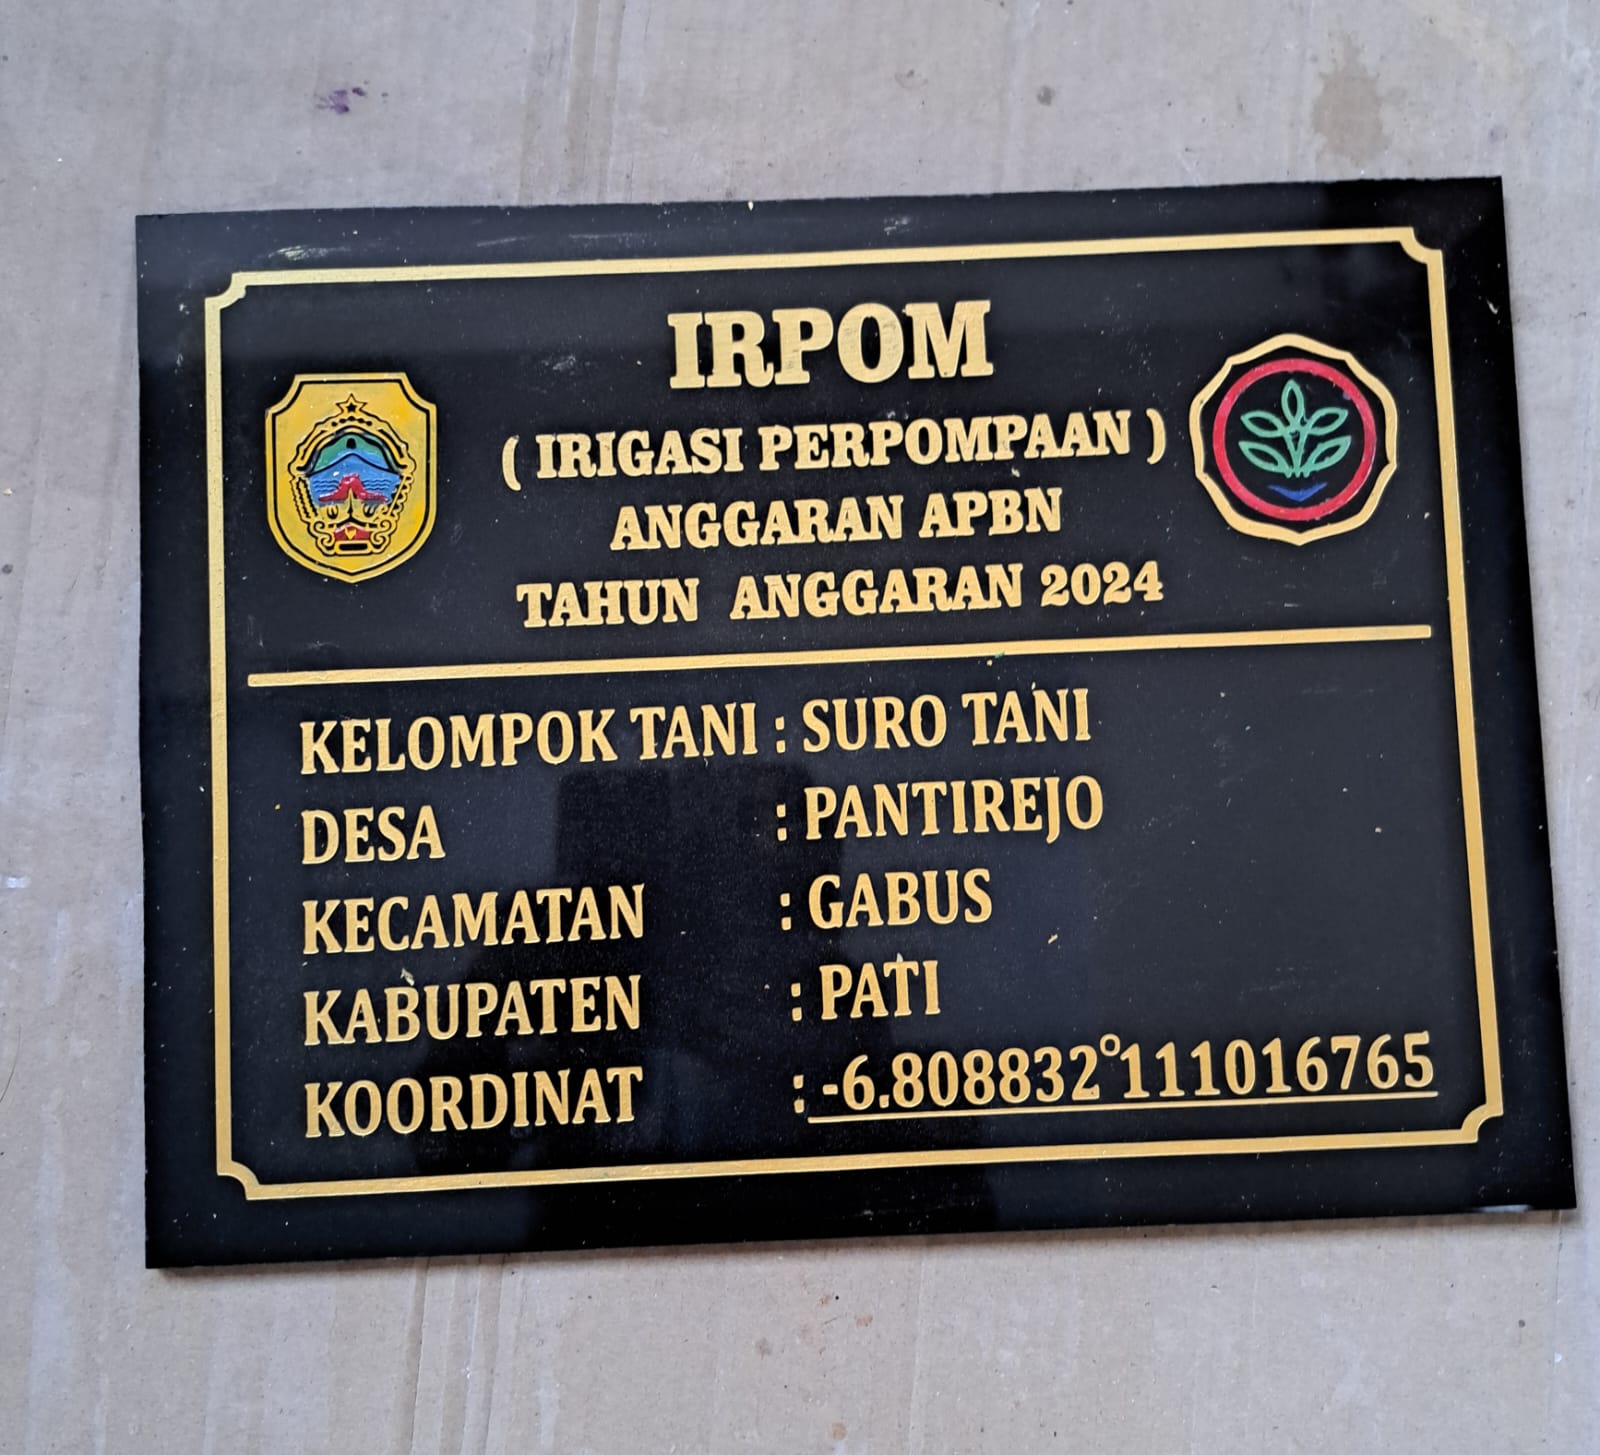 IRPOM
( IRIGASI PERPOMPAAN )
ANGGARAN APBN
TAHUN ANGGARAN 2024
KELOMPOK TANI : SURO TANI
DESA : PANTIREJO
KECAMATAN : GABUS
KABUPATEN : PATI
KOORDINAT : -6.808832°111016765